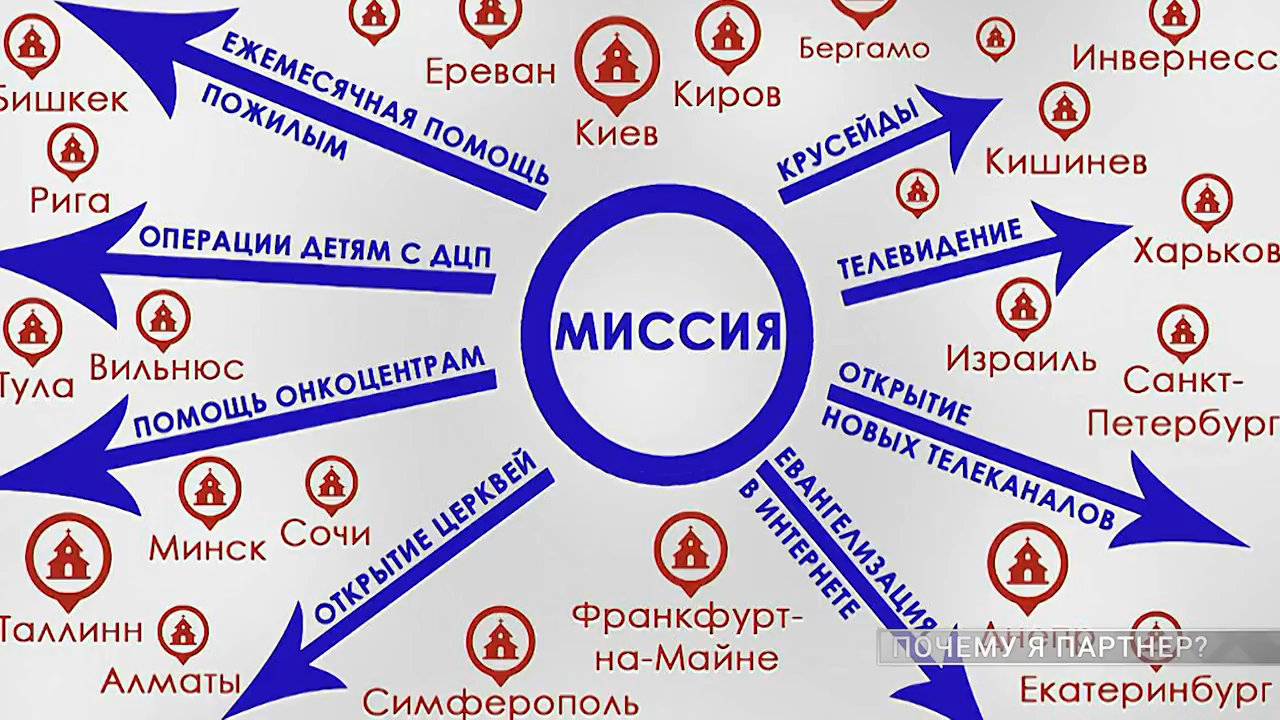 Ереван
Киев
Киров
Бергамо
Инвернесс
Бишкек
ЕЖЕМЕСЯЧНАЯ ПОМОЩЬ
ПОЖИЛЫМ
КРУСЕЙДЫ
Кишинев
Рига
ОПЕРАЦИИ ДЕТЯМ С ДЦП
ТЕЛЕВИДЕНИЕ
Харьков
МИССИЯ
Тула
Вильнюс
Израиль
Санкт-
Петербург
ПОМОЩЬ ОНКОЦЕНТРАМ
ОТКРЫТИЕ
НОВЫХ ТЕЛЕКАНАЛОВ
Минск
Сочи
ОТКРЫТИЕ ЦЕРКВЕЙ
ЕВАНГЕЛИЗАЦИЯ
В ИНТЕРНЕТЕ
Таллинн
Алматы
Франкфурт-
на-Майне
Симферополь
Днепр
ПОЧЕМУ Я ПАРТНЕР?
Екатеринбург